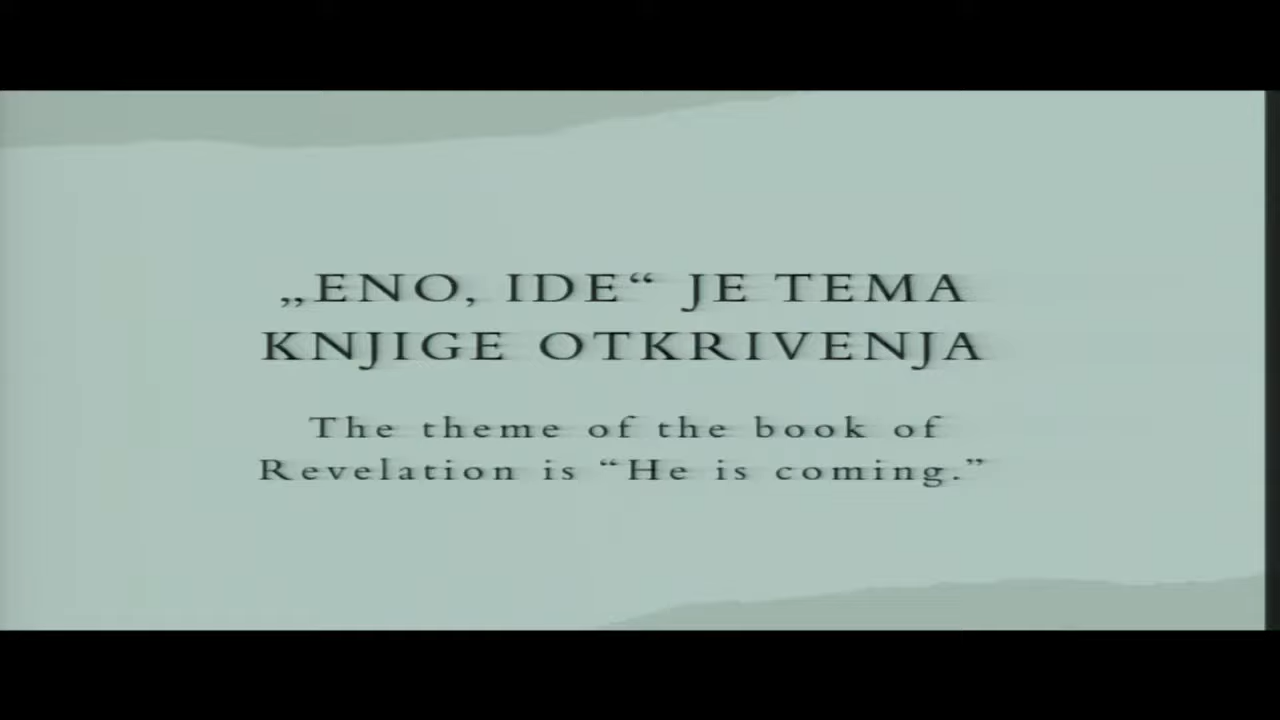 „ENO, IDE“ JE TEMA
KNJIGE OTKRIVENJA
The theme of the book of
Revelation is “He is coming.”